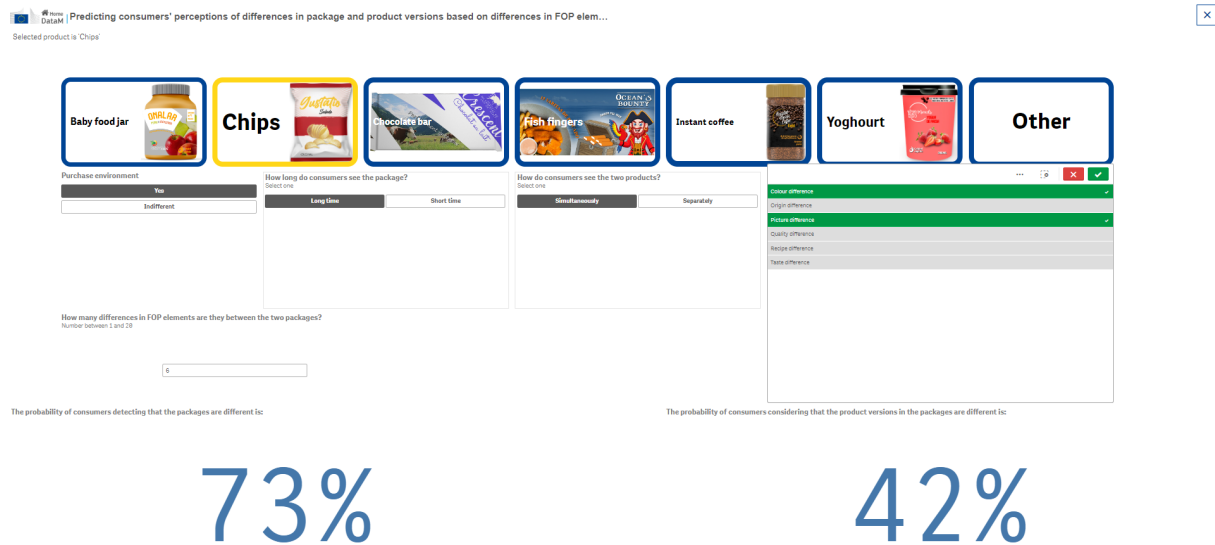 Home
DataM | Predicting consumers' perceptions of differences in package and product versions based on differences in FOP elem...
Selected product is 'Chips'
Baby food jar
OMALAR
Chips
Gustatio
Chocolate bar
Crescent
Fish fingers
OCEAN'S
BOUNTY
Instant coffee
Yoghourt
Other
Purchase environment
Yes
Indifferent
How long do consumers see the package?
Select one
Long time
Short time
How do consumers see the two products?
Select one
Simultaneously
Separately
...
Colour difference
Origin difference
Picture difference
Quality difference
Recipe difference
Taste difference
How many differences in FOP elements are they between the two packages?
Number between 1 and 28
6
The probability of consumers detecting that the packages are different is:
73%
The probability of consumers considering that the product versions in the packages are different is:
42%